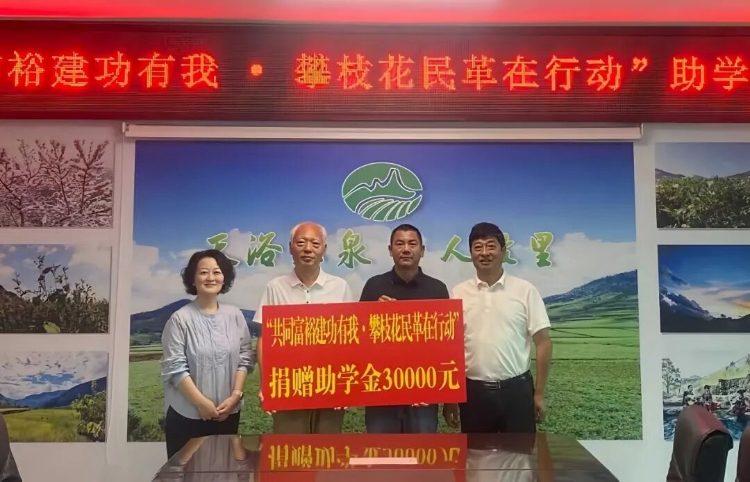 裕建功有我·攀枝花民革在行动”助学
泉 人 里
“共同富裕建功有我·攀枝花民革在行动”
捐赠助学金30000元